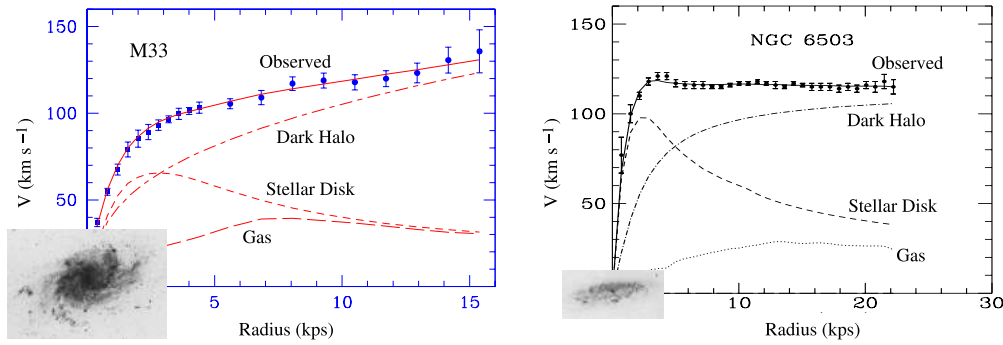 150
M33
Observed
100
Dark Halo
V (km s⁻¹)
50
Stellar Disk
Gas
5
10
15
Radius (kps)
150
NGC 6503
Observed
100
Dark Halo
V (km s⁻¹)
50
Stellar Disk
Gas
10
20
30
Radius (kps)